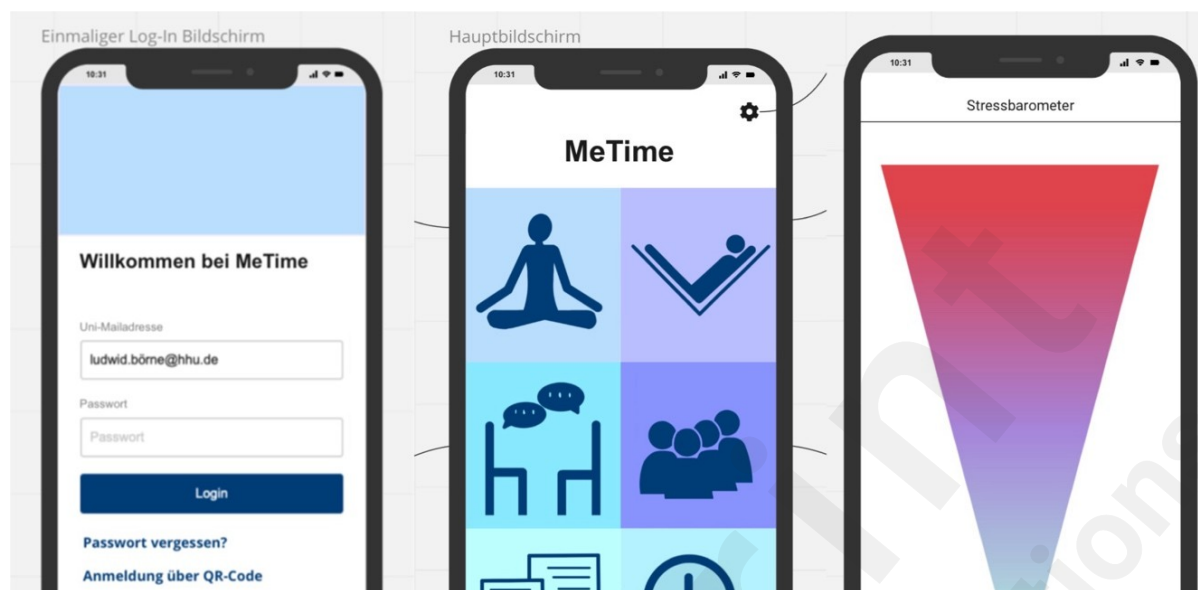 Einmaliger Log-In Bildschirm
10:31
Willkommen bei MeTime
Uni-Mailadresse
ludwid.börne@hhu.de
Passwort
Passwort
Login
Passwort vergessen?
Anmeldung über QR-Code
Hauptbildschirm
10:31
MeTime
10:31
Stressbarometer